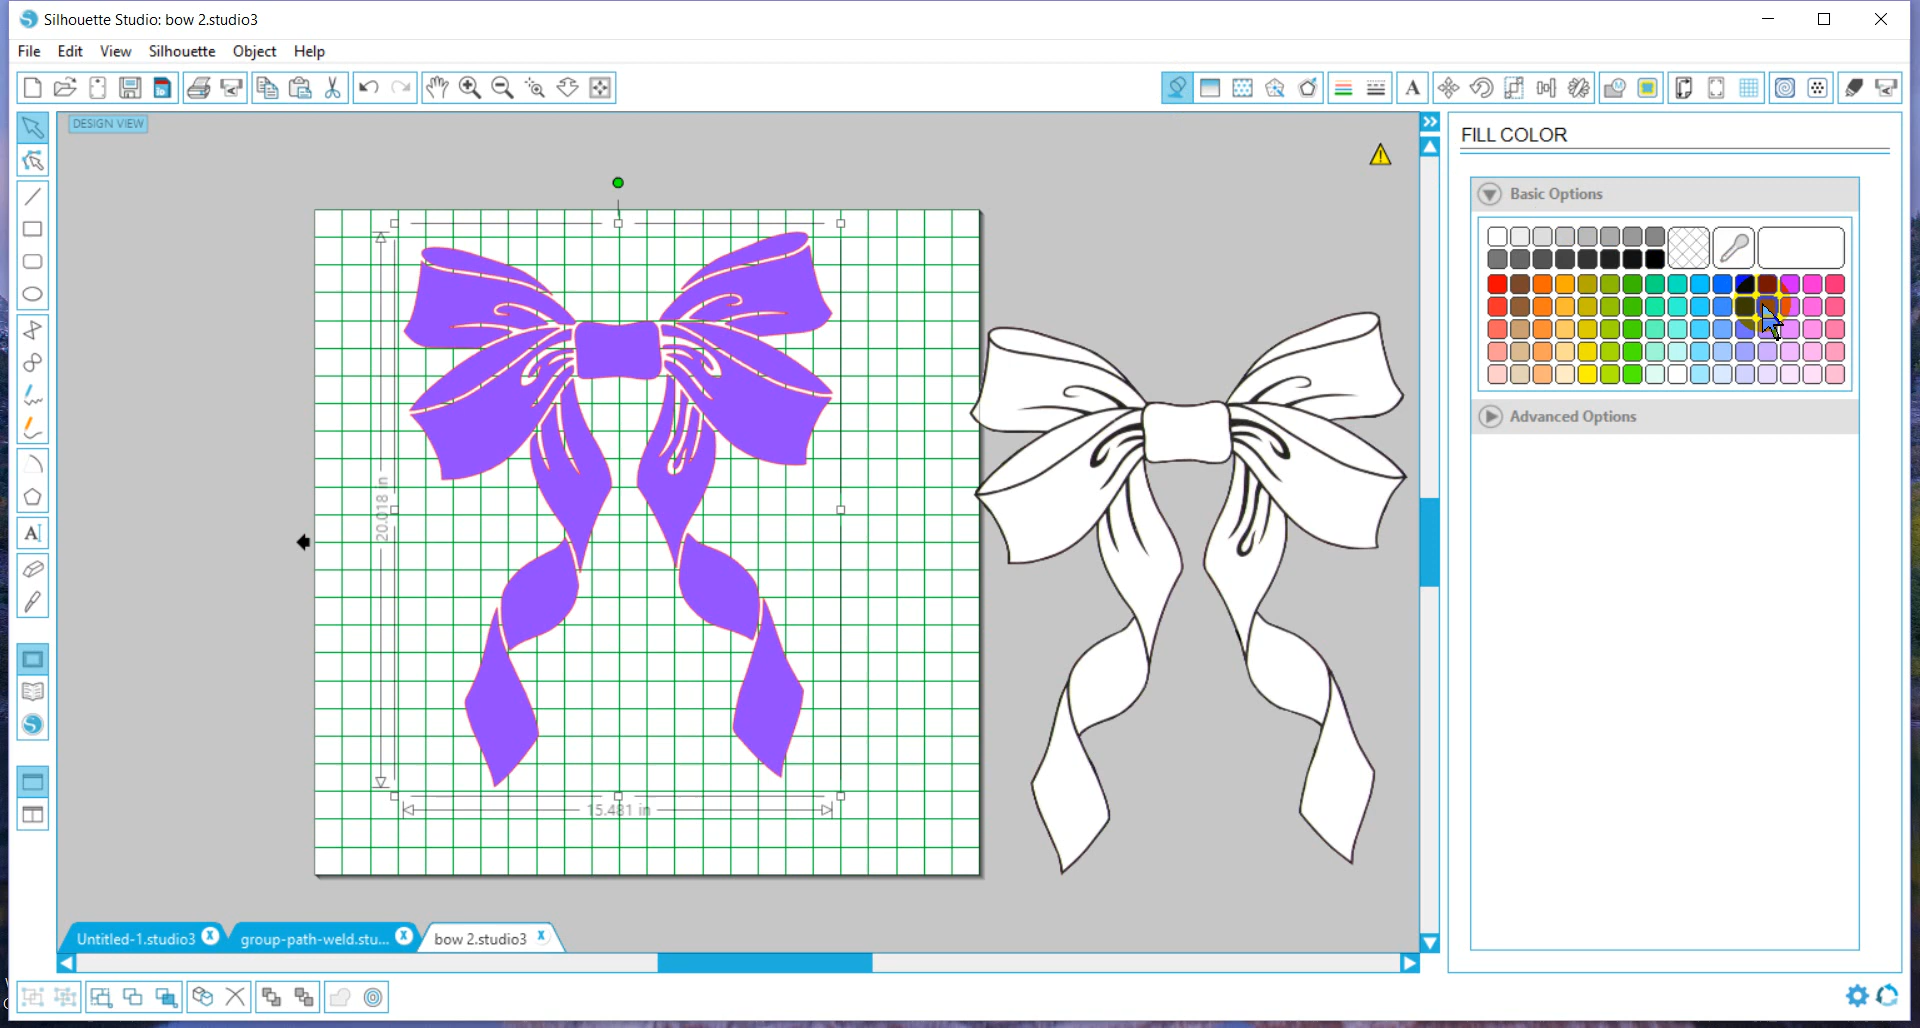 Silhouette Studio: bow 2.studio3
File Edit View Silhouette Object Help
DESIGN VIEW
FILL COLOR
Basic Options
Advanced Options
20.018 in
15.481 in
Untitled-1.studio3 group-path-weld.stu... bow 2.studio3